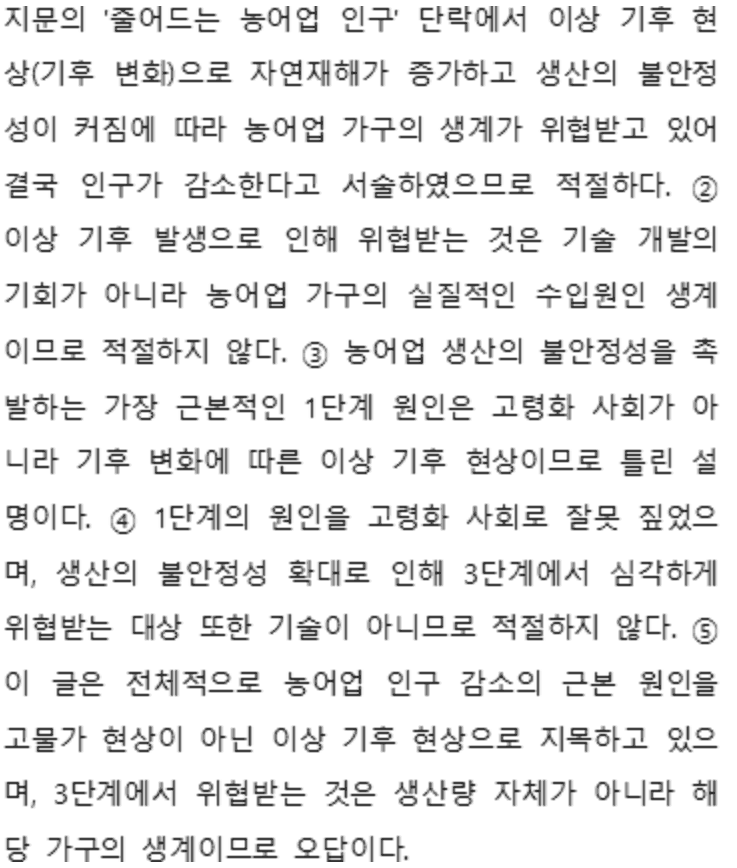 지문의 '줄어드는 농어업 인구' 단락에서 이상 기후 현
상(기후 변화)으로 자연재해가 증가하고 생산의 불안정
성이 커짐에 따라 농어업 가구의 생계가 위협받고 있어
결국 인구가 감소한다고 서술하였으므로 적절하다. ②
이상 기후 발생으로 인해 위협받는 것은 기술 개발의
기회가 아니라 농어업 가구의 실질적인 수입원인 생계
이므로 적절하지 않다. ③ 농어업 생산의 불안정성을 촉
발하는 가장 근본적인 1단계 원인은 고령화 사회가 아
니라 기후 변화에 따른 이상 기후 현상이므로 틀린 설
명이다. ④ 1단계의 원인을 고령화 사회로 잘못 짚었으
며, 생산의 불안정성 확대로 인해 3단계에서 심각하게
위협받는 대상 또한 기술이 아니므로 적절하지 않다. ⑤
이 글은 전체적으로 농어업 인구 감소의 근본 원인을
고물가 현상이 아닌 이상 기후 현상으로 지목하고 있으
며, 3단계에서 위협받는 것은 생산량 자체가 아니라 해
당 가구의 생계이므로 오답이다.